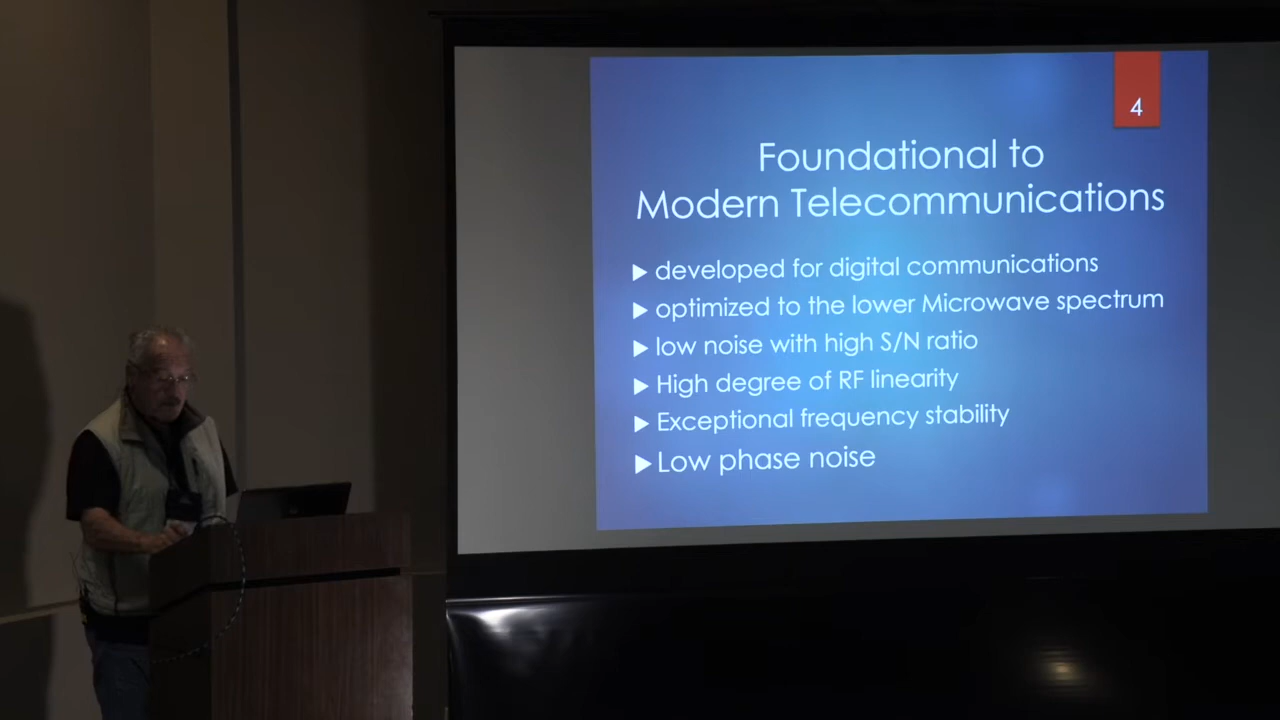 4
Foundational to
Modern Telecommunications
▶ developed for digital communications
▶ optimized to the lower Microwave spectrum
▶ low noise with high S/N ratio
▶ High degree of RF linearity
▶ Exceptional frequency stability
▶ Low phase noise